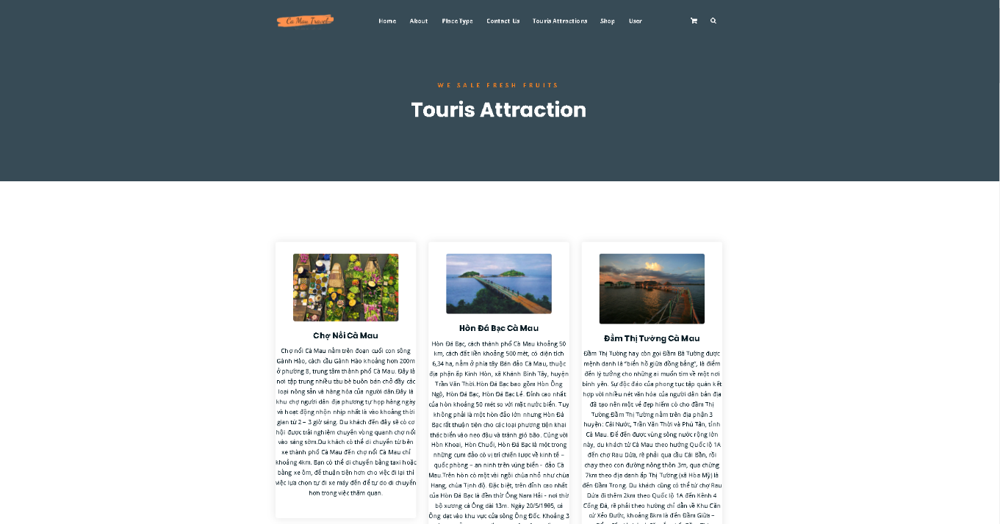 Ca Mau Travel
Home About Place Type Contact Us Touris Attractions Shop User
WE SALE FRESH FRUITS
Touris Attraction
Chợ Nổi Cà Mau
Chợ nổi Cà Mau nằm trên đoạn cuối con sông
Gành Hào, cách cầu Gành Hào khoảng hơn 200m
ở phường 8, trung tâm thành phố Cà Mau. Đây là
nơi tập trung nhiều tàu bè buôn bán chở đầy các
loại nông sản và hàng hóa của người dân.Đây là
khu chợ người dân địa phương tụ họp hàng ngày
và hoạt động nhộn nhịp nhất là vào khoảng thời
gian từ 2 – 3 giờ sáng. Du khách đến đây sẽ có cơ
hội được trải nghiệm chuyến vòng quanh chợ nổi
vào sáng sớm.Du khách có thể di chuyển từ bến
xe thành phố Cà Mau đến chợ nổi Cà Mau chỉ
khoảng 4km. Bạn có thể di chuyển bằng taxi hoặc
bằng xe ôm, để thuận tiện hơn cho việc đi lại thì
việc lựa chọn tự đi xe máy đến để tự do di chuyển
hơn trong việc thăm quan.
Hòn Đá Bạc Cà Mau
Hòn Đá Bạc, cách thành phố Cà Mau khoảng 50
km, cách đất liền khoảng 500 mét, có diện tích
6,34 ha, nằm ở phía tây Bán đảo Cà Mau, thuộc
địa phận ấp Kinh Hòn, xã Khánh Bình Tây, huyện
Trần Văn Thời.Hòn Đá Bạc bao gồm Hòn Ông
Ngộ, Hòn Đá Bạc, Hòn Đá Bạc Lẻ. Đỉnh cao nhất
của hòn khoảng 50 mét so với mặt nước biển. Tuy
không phải là một hòn đảo lớn nhưng Hòn Đá
Bạc rất thuận tiện cho các loại phương tiện khai
thác biển vào neo đậu và tránh gió bão. Cùng với
Hòn Khoai, Hòn Chuối, Hòn Đá Bạc là một trong
những cụm đảo có vị trí chiến lược về kinh tế –
quốc phòng – an ninh trên vùng biển - đảo Cà
Mau.Trên hòn có một vài ngôi chùa nhỏ như chùa
Hang, chùa Tịnh độ. Đặc biệt, trên đỉnh cao nhất
của Hòn Đá Bạc là đền thờ Ông Nam Hải - nơi thờ
bộ xương cá Ông dài 13m. Ngày 20/5/1995, cá
Ông dạt vào khu vực cửa sông Ông Đốc. Khoảng 3
Đầm Thị Tường Cà Mau
Đầm Thị Tường hay còn gọi Đầm Bà Tường được
mệnh danh là “biển hồ giữa đồng bằng”, là điểm
đến lý tưởng cho những ai muốn tìm về một nơi
bình yên. Sự độc đáo của phong tục tập quán kết
hợp với nhiều nét văn hóa của người dân bản địa
đã tạo nên một vẻ đẹp hiếm có cho đầm Thị
Tường.Đầm Thị Tường nằm trên địa phận 3
huyện: Cái Nước, Trần Văn Thời và Phú Tân, tỉnh
Cà Mau. Để đến được vùng sông nước rộng lớn
này, du khách từ Cà Mau theo hướng Quốc lộ 1A
đến chợ Rau Dừa, rẽ phải qua cầu Cái Bần, rồi
chạy theo con đường nông thôn 3m, qua chừng
7km theo địa danh ấp Thị Tường (xã Hòa Mỹ) là
đến Đầm Trong. Du khách cũng có thể từ chợ Rau
Dừa đi thêm 2km theo Quốc lộ 1A đến Kênh 4
Cống Đá, rẽ phải theo hướng chỉ dẫn về Khu Căn
cứ Xẻo Đước, khoảng 8km là đến Đầm Giữa –